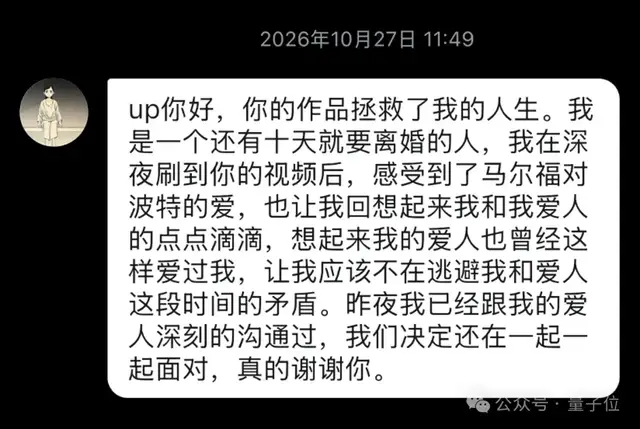 2026年10月27日 11:49
up你好，你的作品拯救了我的人生。我
是一个还有十天就要离婚的人，我在深
夜刷到你的视频后，感受到了马尔福对
波特的爱，也让我回想起来我和我爱人
的点点滴滴，想起来我的爱人也曾经这
样爱过我，让我应该不在逃避我和爱人
这段时间的矛盾。昨夜我已经跟我的爱
人深刻的沟通过，我们决定还在一起一
起面对，真的谢谢你。
公众号·量子位